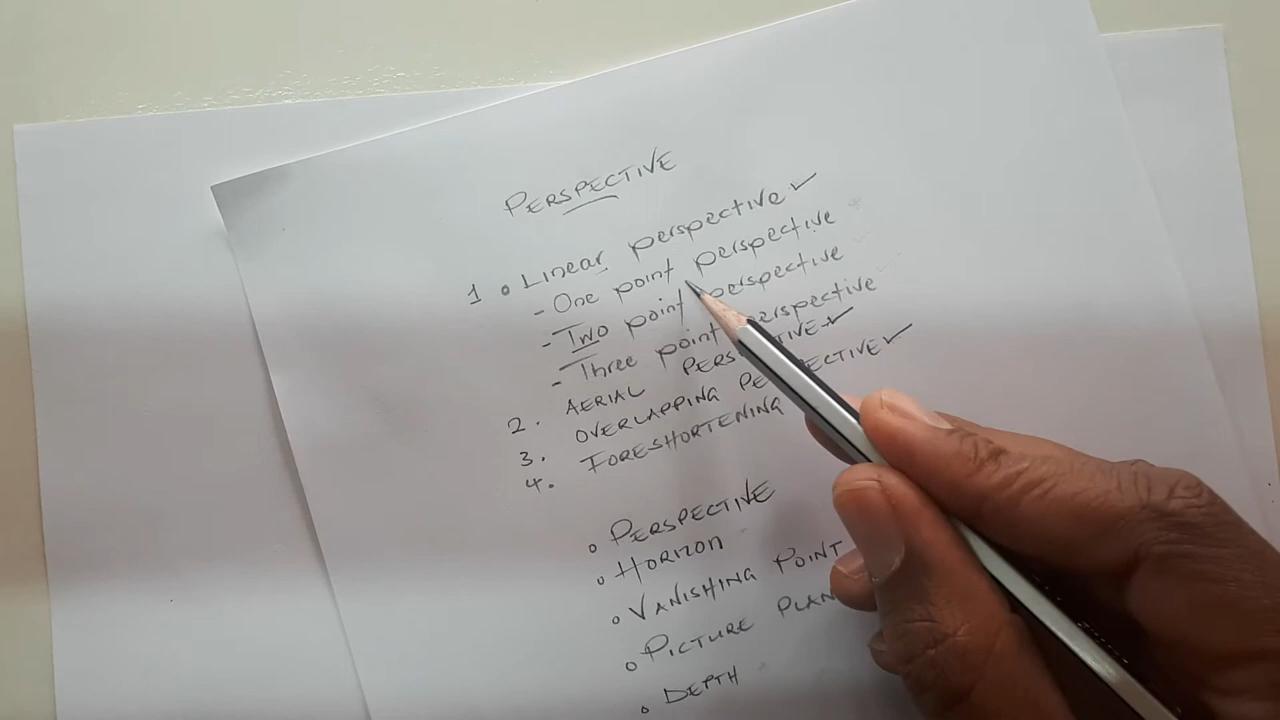 PERSPECTIVE
1 • Linear perspective ✓
- One point perspective
- Two point perspective
- Three point perspective
2. AERIAL PERSPECTIVE ✓
3. OVERLAPPING PERSPECTIVE ✓
4. FORESHORTENING
• PERSPECTIVE
• HORIZON
• VANISHING POINT
• PICTURE PLAN
• DEPTH